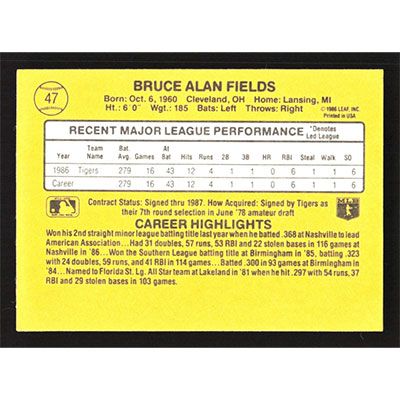 47
BRUCE ALAN FIELDS
Born: Oct. 6, 1960 Cleveland, OH Home: Lansing, MI
Ht.: 6´0˝ Wgt.: 185 Bats: Left Throws: Right
©1986 LEAF, INC.
Printed in USA
RECENT MAJOR LEAGUE PERFORMANCE *Denotes Led League
Year Team Name Bat. Avg Games At Bat Hits Runs 2B 3B HR RBI Steal Walk SO
1986 Tigers 279 16 43 12 4 1 1 0 6 1 1 6
Career 279 16 43 12 4 1 1 0 6 1 1 6
Contract Status: Signed thru 1987. How Acquired: Signed by Tigers as
their 7th round selection in June '78 amateur draft
CAREER HIGHLIGHTS
Won his 2nd straight minor league batting title last year when he batted .368 at Nashville to lead
American Association... Had 31 doubles, 57 runs, 53 RBI and 22 stolen bases in 116 games at
Nashville in '86... Won the Southern League batting title at Birmingham in '85, batting .323
with 24 doubles, 59 runs, and 41 RBI in 114 games... Batted .300 in 93 games at Birmingham in
'84... Named to Florida St. Lg. All Star team at Lakeland in '81 when he hit .297 with 54 runs, 37
RBI and 29 stolen bases in 103 games.